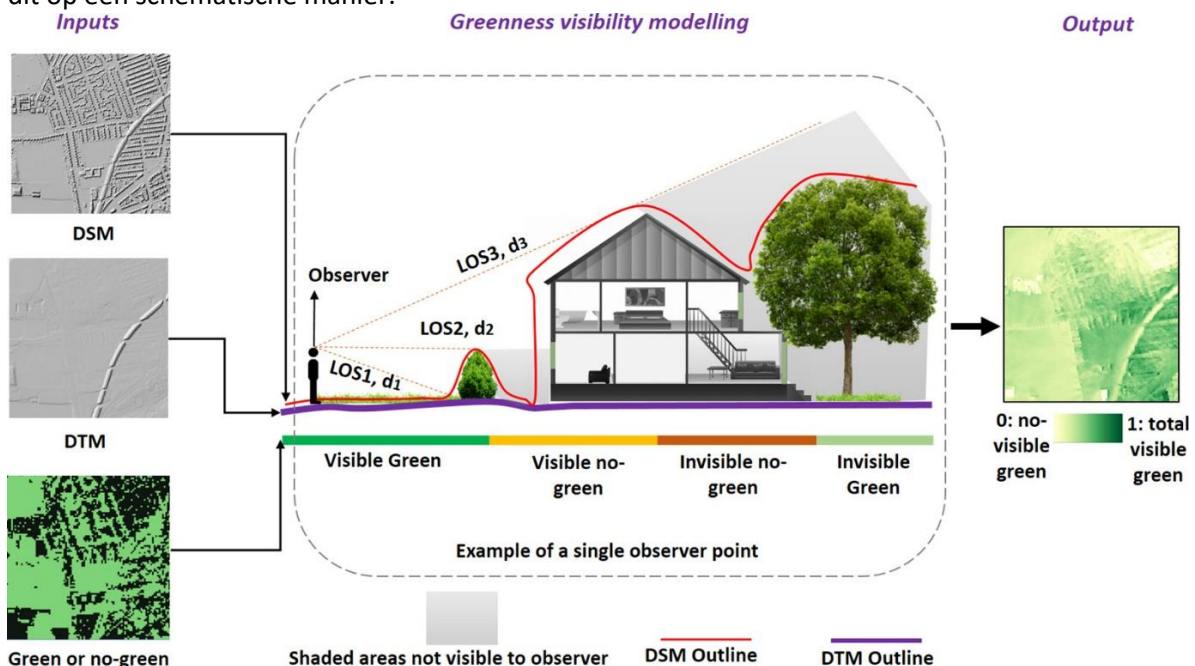 dit op een schematische manier.
Inputs
Greenness visibility modelling
Output
DSM
DTM
Green or no-green
Observer
LOS3, d3
LOS2, d2
LOS1, d1
Visible Green
Visible no-
green
Invisible no-
green
Invisible
Green
Example of a single observer point
Shaded areas not visible to observer
DSM Outline
DTM Outline
0: no-
visible
green
1: total
visible
green